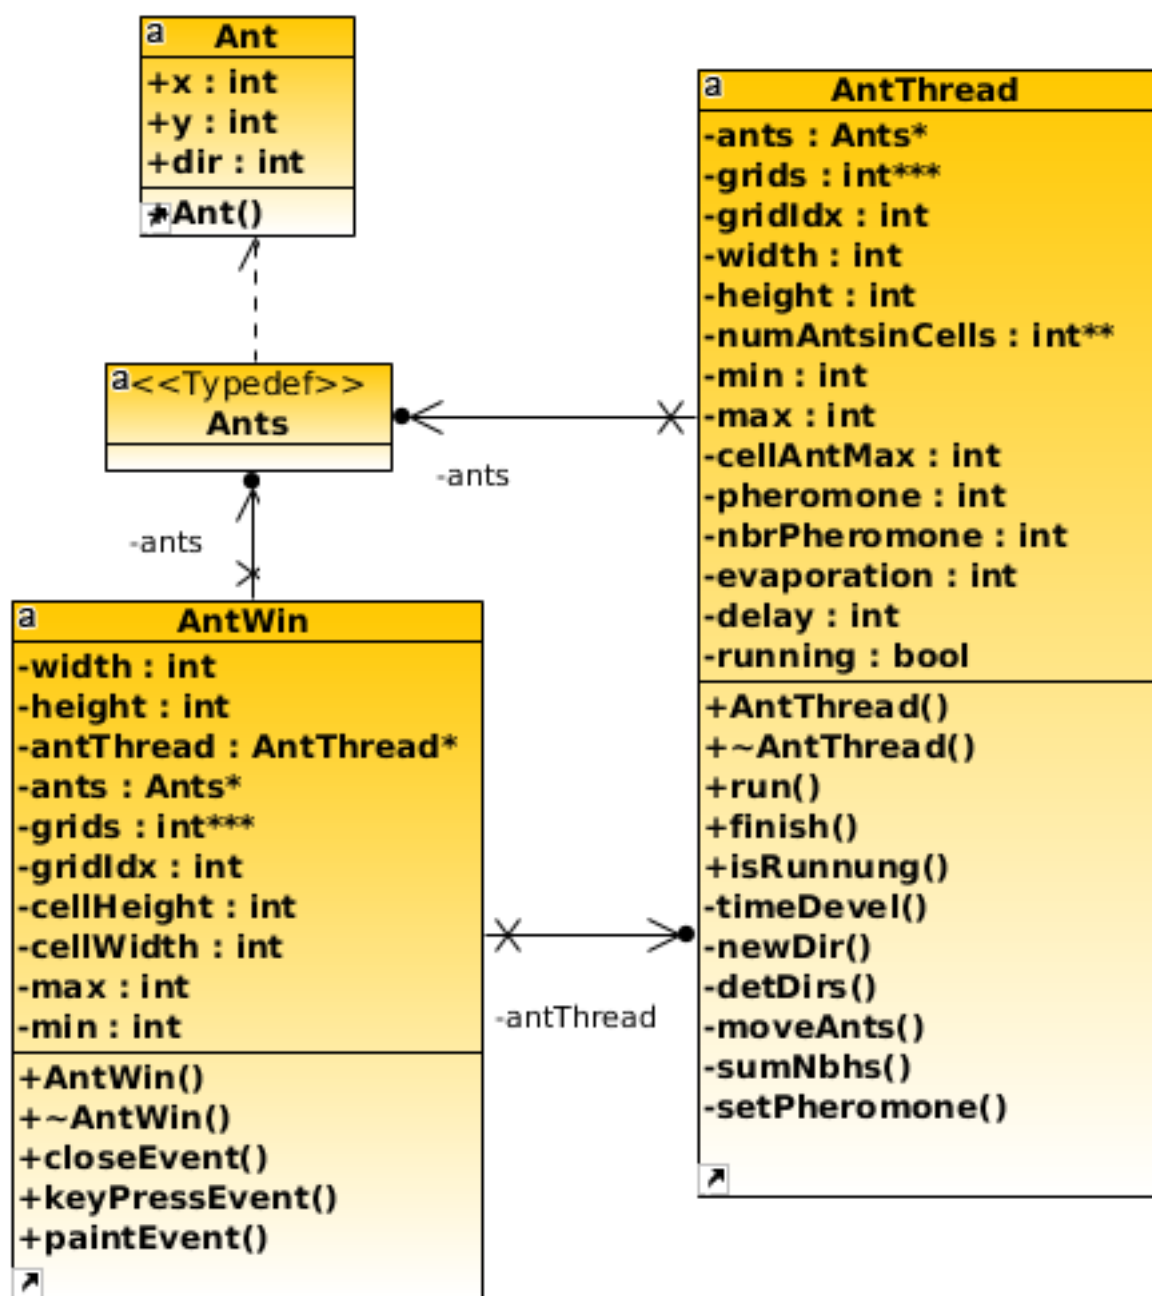 a
Ant
+x : int
+y : int
+dir : int
+Ant()
a
<<Typedef>>
Ants
-ants
-ants
a
AntWin
-width : int
-height : int
-antThread : AntThread*
-ants : Ants*
-grids : int***
-gridIdx : int
-cellHeight : int
-cellWidth : int
-max : int
-min : int
+AntWin()
+~AntWin()
+closeEvent()
+keyPressEvent()
+paintEvent()
-antThread
a
AntThread
-ants : Ants*
-grids : int***
-gridIdx : int
-width : int
-height : int
-numAntsinCells : int**
-min : int
-max : int
-cellAntMax : int
-pheromone : int
-nbrPheromone : int
-evaporation : int
-delay : int
-running : bool
+AntThread()
+~AntThread()
+run()
+finish()
+isRunnung()
-timeDevel()
-newDir()
-detDirs()
-moveAnts()
-sumNbhs()
-setPheromone()